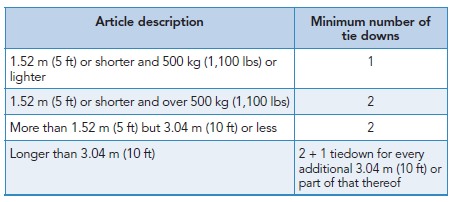 Article description
Minimum number of
tie downs
1.52 m (5 ft) or shorter and 500 kg (1,100 lbs) or
lighter
1
1.52 m (5 ft) or shorter and over 500 kg (1,100 lbs)
2
More than 1.52 m (5 ft) but 3.04 m (10 ft) or less
2
Longer than 3.04 m (10 ft)
2 + 1 tiedown for every
additional 3.04 m (10 ft) or
part of that thereof